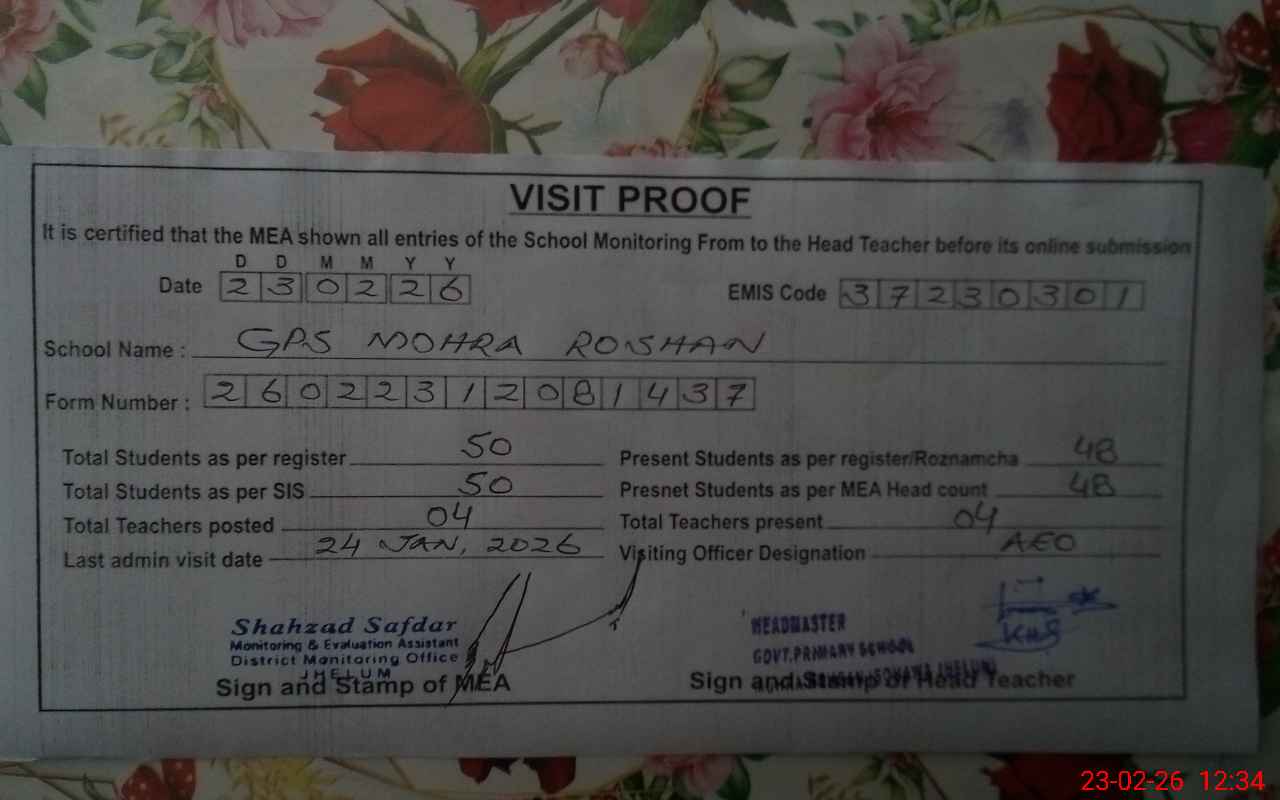 VISIT PROOF
It is certified that the MEA shown all entries of the School Monitoring From to the Head Teacher before its online submission
D D M M Y Y
Date 2 3 0 2 2 6 EMIS Code 3 7 2 3 0 3 0 1
School Name : GPS MOHRA ROSHAN
Form Number : 2 6 0 2 2 3 1 2 0 8 1 4 3 7
Total Students as per register 50 Present Students as per register/Roznamcha 48
Total Students as per SIS 50 Presnet Students as per MEA Head count 48
Total Teachers posted 04 Total Teachers present 04
Last admin visit date 24 JAN, 2026 Visiting Officer Designation AEO
Shahzad Safdar
Monitoring & Evaluation Assistant
District Monitoring Office
JHELUM
Sign and Stamp of MEA
HEADMASTER
GOVT.PRIMARY SCHOOL
Sign and Stamp of Head Teacher
23-02-26 12:34